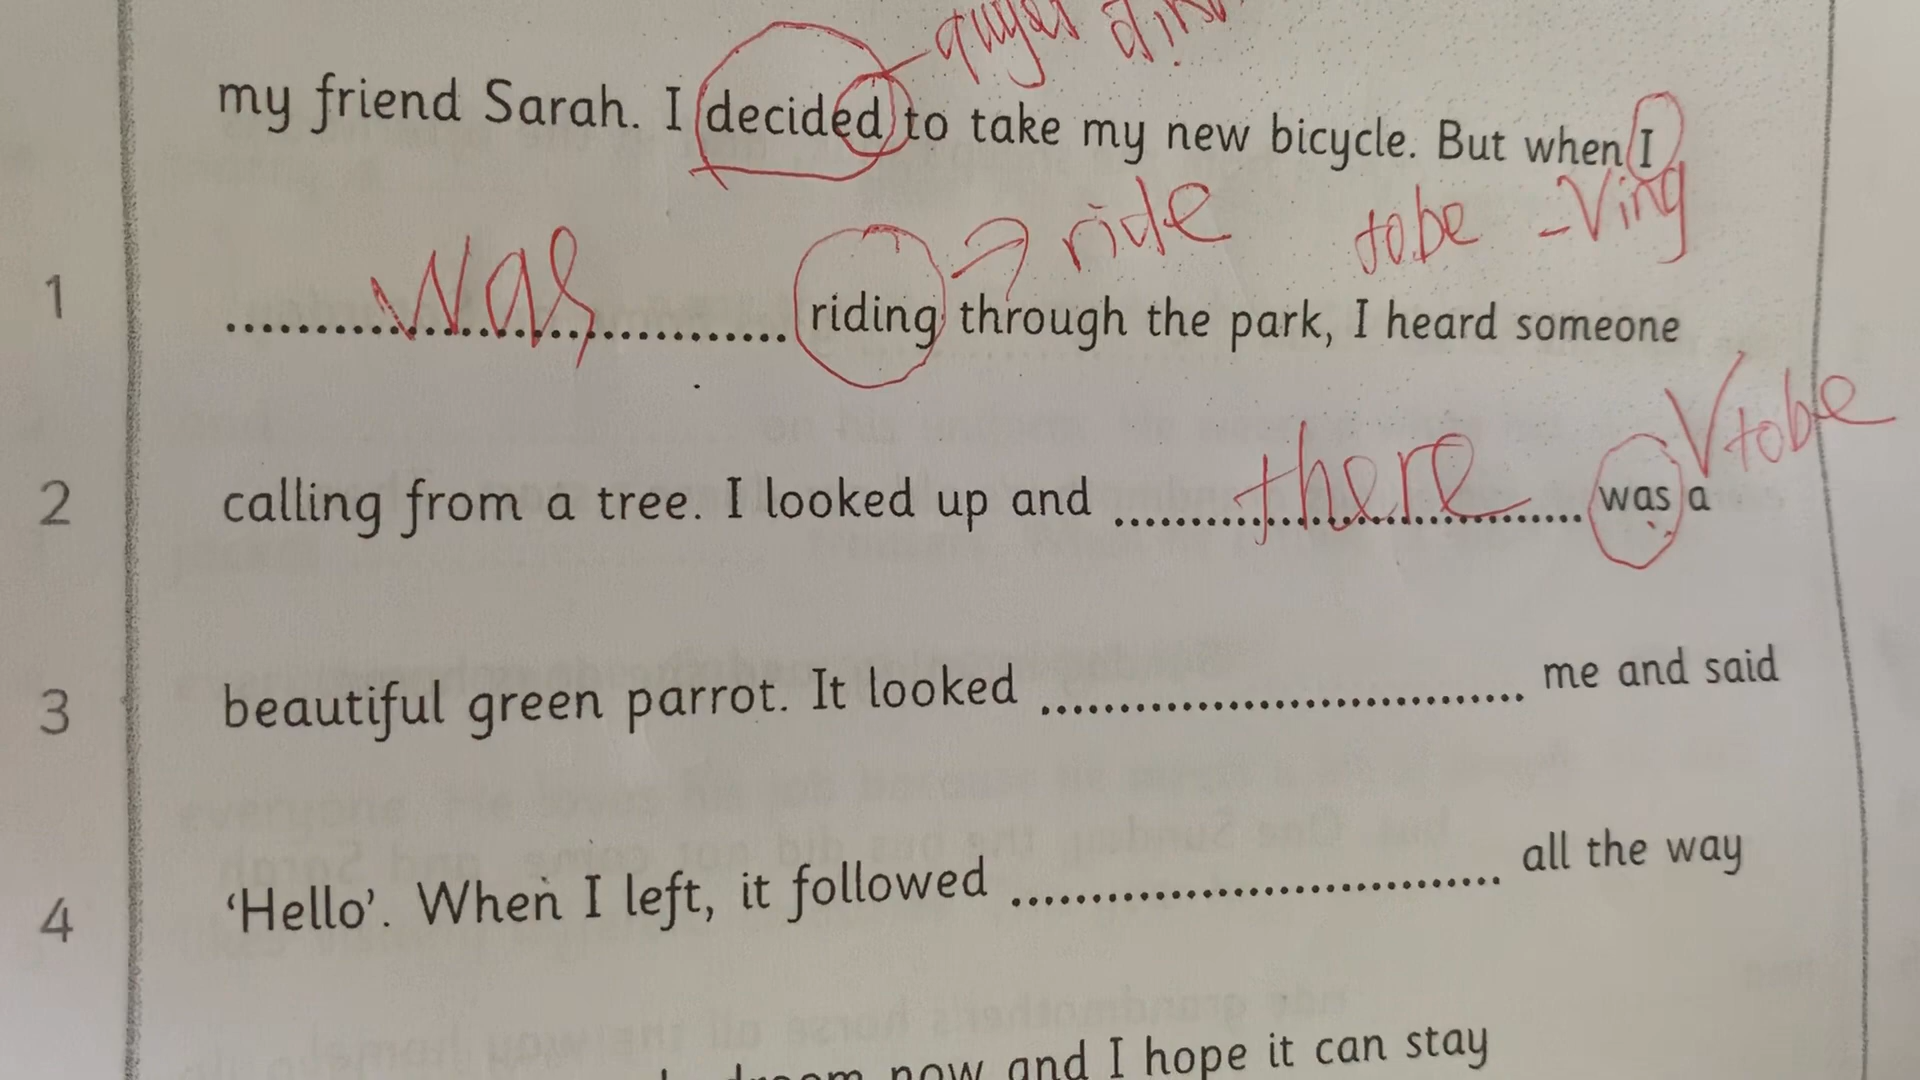 my friend Sarah. I decided to take my new bicycle. But when I
ride tobe -Ving
1 was riding through the park, I heard someone
Vtobe
2 calling from a tree. I looked up and there was a
3 beautiful green parrot. It looked .............................. me and said
4 ‘Hello’. When I left, it followed .............................. all the way
now and I hope it can stay